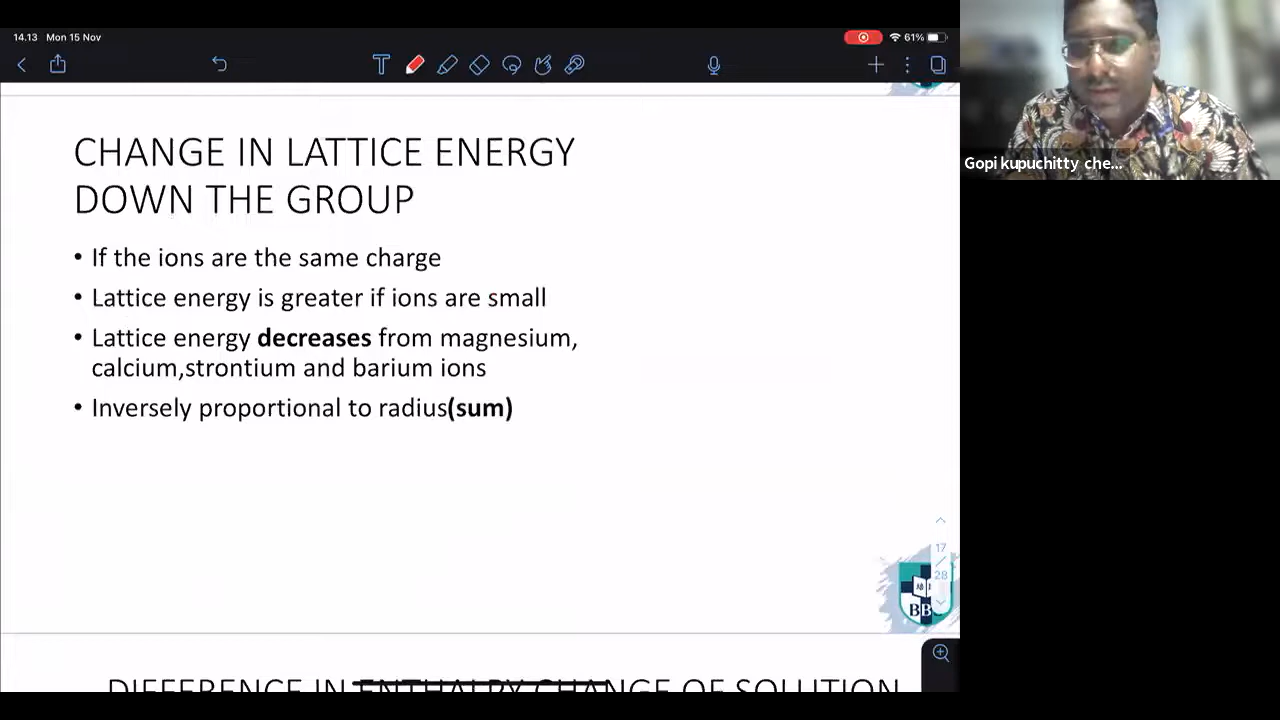 14.13 Mon 15 Nov
61%
Gopi kupuchitty che...
CHANGE IN LATTICE ENERGY
DOWN THE GROUP
• If the ions are the same charge
• Lattice energy is greater if ions are small
• Lattice energy decreases from magnesium,
calcium,strontium and barium ions
• Inversely proportional to radius(sum)
17
28
DIFFERENCE IN ENTHALPY CHANGE OF SOLUTION